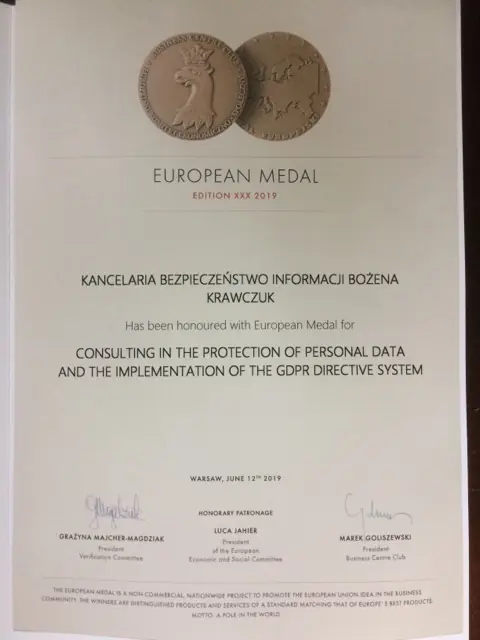 EUROPEAN MEDAL
EDITION XXX 2019
KANCELARIA BEZPIECZEŃSTWO INFORMACJI BOŻENA
KRAWCZUK
Has been honoured with European Medal for
CONSULTING IN THE PROTECTION OF PERSONAL DATA
AND THE IMPLEMENTATION OF THE GDPR DIRECTIVE SYSTEM
WARSAW, JUNE 12TH 2019
GRAŻYNA MAJCHER-MAGDZIAK
President
Verification Committee
HONORARY PATRONAGE
LUCA JAHIER
President
of the European
Economic and Social Committee
MAREK GOLISZEWSKI
President
Business Centre Club
THE EUROPEAN MEDAL IS A NON-COMMERCIAL, NATIONWIDE PROJECT TO PROMOTE THE EUROPEAN UNION IDEA IN THE BUSINESS
COMMUNITY. THE WINNERS ARE DISTINGUISHED PRODUCTS AND SERVICES OF A STANDARD MATCHING THAT OF EUROPE'S BEST PRODUCTS.
MOTTO: A POLE IN THE WORLD